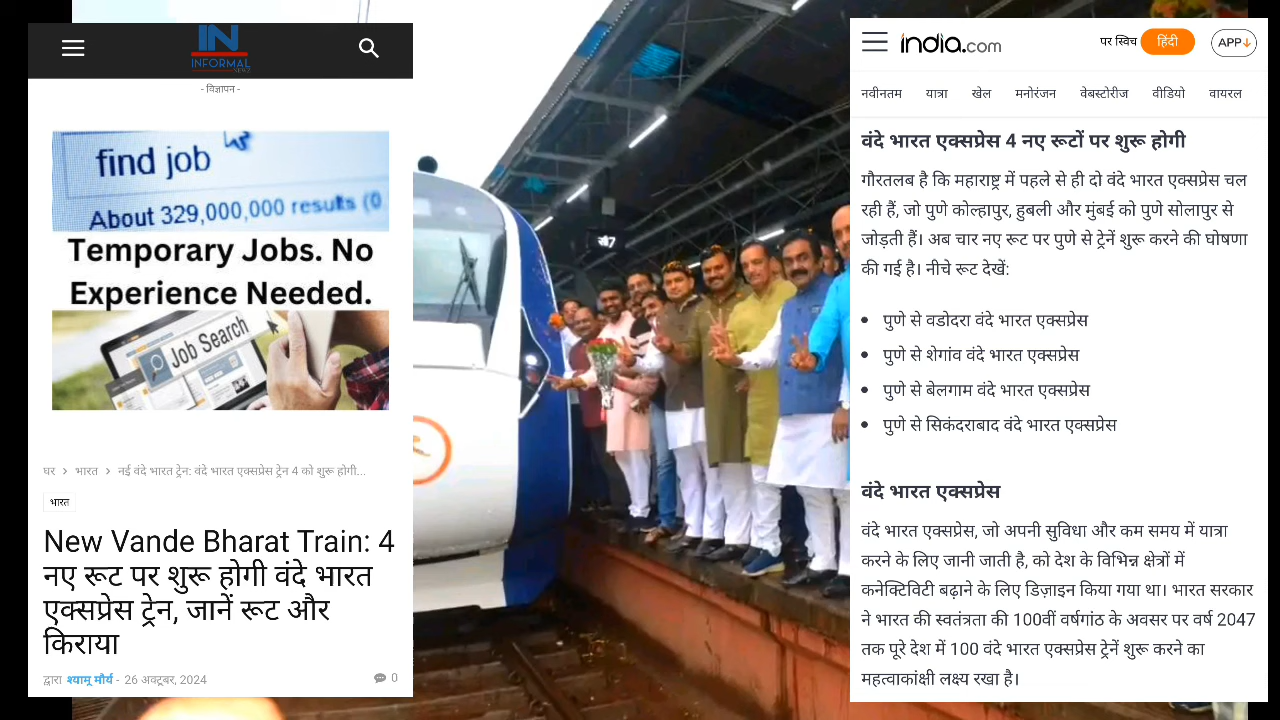 IN
INFORMAL
NEWZ
- विज्ञापन -
find job
About 329,000,000 results (0
Temporary Jobs. No
Experience Needed.
Job Search
घर > भारत > नई वंदे भारत ट्रेन: वंदे भारत एक्सप्रेस ट्रेन 4 को शुरू होगी...
भारत
New Vande Bharat Train: 4
नए रूट पर शुरू होगी वंदे भारत
एक्सप्रेस ट्रेन, जानें रूट और
किराया
द्वारा श्यामू मौर्य - 26 अक्टूबर, 2024 0
india.com पर स्विच हिंदी APP
नवीनतम यात्रा खेल मनोरंजन वेबस्टोरीज वीडियो वायरल
वंदे भारत एक्सप्रेस 4 नए रूटों पर शुरू होगी
गौरतलब है कि महाराष्ट्र में पहले से ही दो वंदे भारत एक्सप्रेस चल
रही हैं, जो पुणे कोल्हापुर, हुबली और मुंबई को पुणे सोलापुर से
जोड़ती हैं। अब चार नए रूट पर पुणे से ट्रेनें शुरू करने की घोषणा
की गई है। नीचे रूट देखें:
• पुणे से वडोदरा वंदे भारत एक्सप्रेस
• पुणे से शेगांव वंदे भारत एक्सप्रेस
• पुणे से बेलगाम वंदे भारत एक्सप्रेस
• पुणे से सिकंदराबाद वंदे भारत एक्सप्रेस
वंदे भारत एक्सप्रेस
वंदे भारत एक्सप्रेस, जो अपनी सुविधा और कम समय में यात्रा
करने के लिए जानी जाती है, को देश के विभिन्न क्षेत्रों में
कनेक्टिविटी बढ़ाने के लिए डिज़ाइन किया गया था। भारत सरकार
ने भारत की स्वतंत्रता की 100वीं वर्षगांठ के अवसर पर वर्ष 2047
तक पूरे देश में 100 वंदे भारत एक्सप्रेस ट्रेनें शुरू करने का
महत्वाकांक्षी लक्ष्य रखा है।